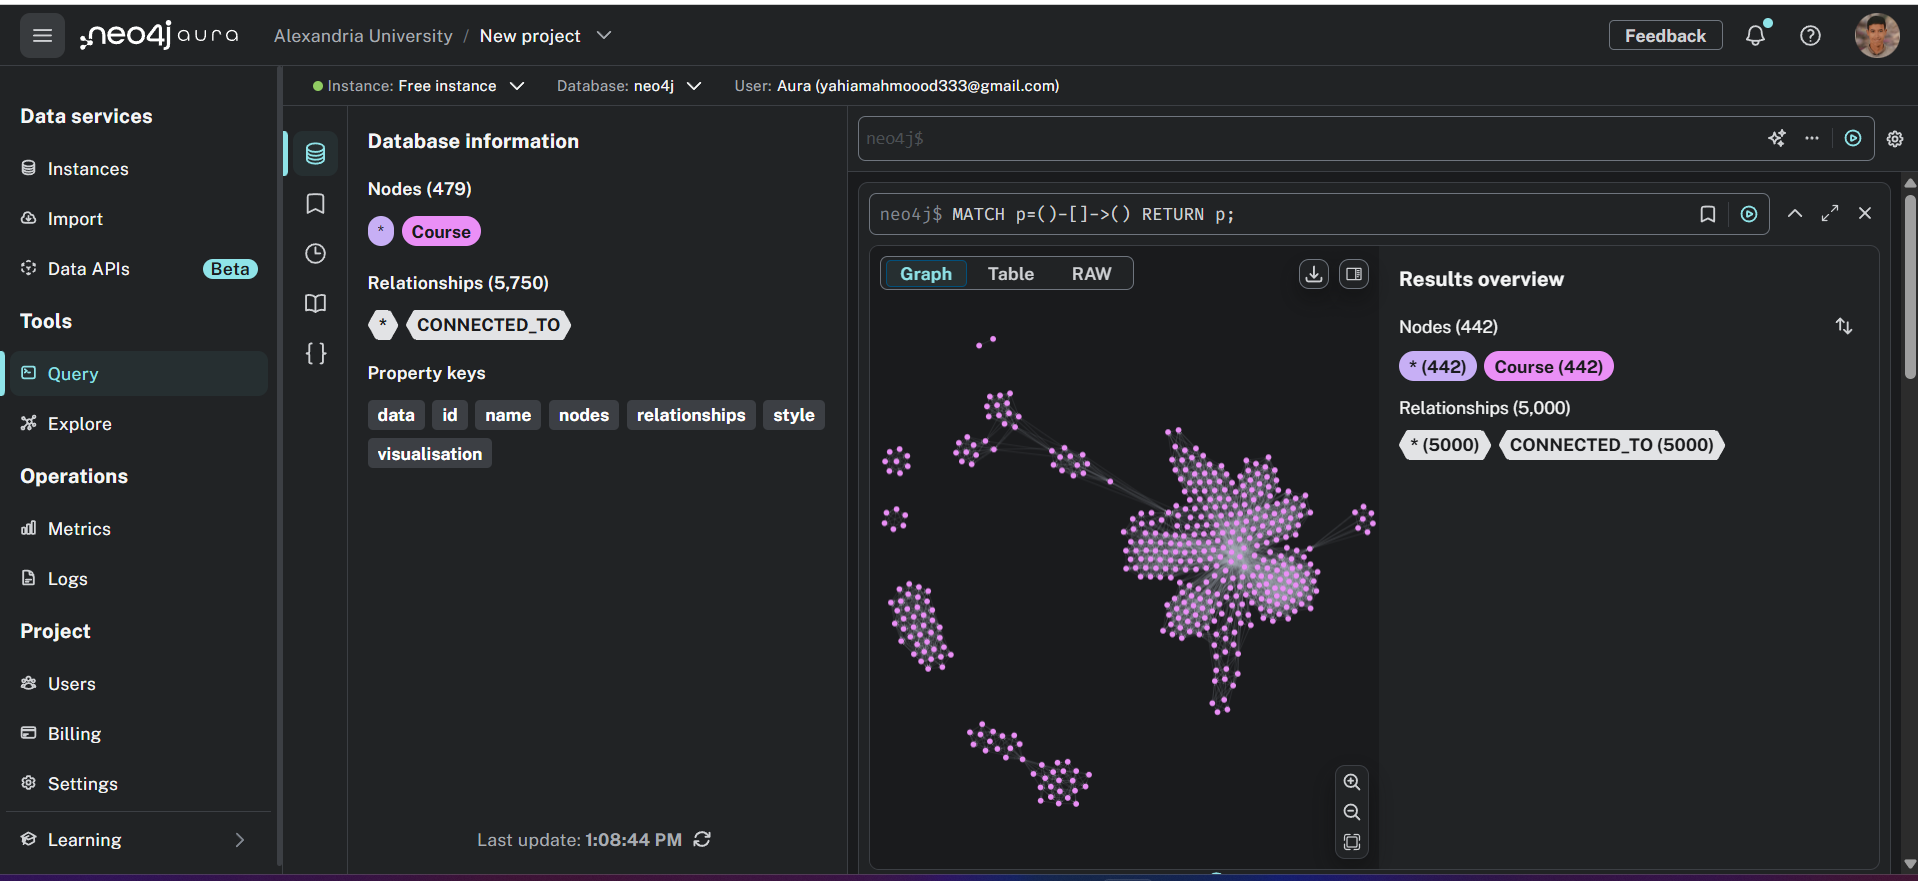 neo4j aura
Alexandria University / New project
Feedback
Instance: Free instance
Database: neo4j
User: Aura (yahiamahmoood333@gmail.com)
Data services
Instances
Import
Data APIs Beta
Tools
Query
Explore
Operations
Metrics
Logs
Project
Users
Billing
Settings
Learning
Database information
Nodes (479)
* Course
Relationships (5,750)
* CONNECTED_TO
Property keys
data id name nodes relationships style
visualisation
Last update: 1:08:44 PM
neo4j$
neo4j$ MATCH p=()-[]->() RETURN p;
Graph Table RAW
Results overview
Nodes (442)
* (442) Course (442)
Relationships (5,000)
* (5000) CONNECTED_TO (5000)